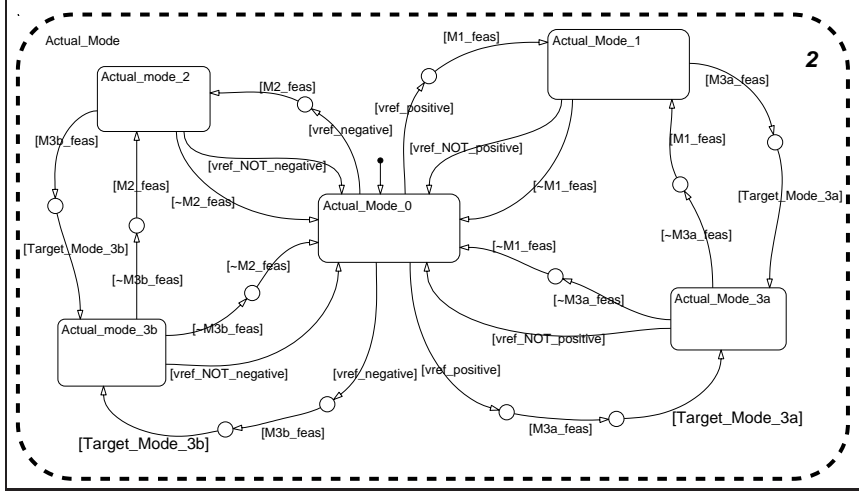 Actual_Mode
[M1_feas]
Actual_Mode_1
2
Actual_mode_2
[M2_feas]
[M3a_feas]
[vref_positive]
[vref_negative]
[M3b_feas]
[M1_feas]
[vref_NOT_positive]
[vref_NOT_negative]
[M2_feas]
[~M1_feas]
[~M2_feas]
[Target_Mode_3a]
Actual_Mode_0
[Target_Mode_3b]
[~M3a_feas]
[~M1_feas]
[~M2_feas]
[~M3b_feas]
Actual_Mode_3a
[~M3a_feas]
Actual_mode_3b
[~M3b_feas]
[vref_NOT_positive]
[vref_NOT_negative]
[vref_negative]
[vref_positive]
[Target_Mode_3a]
[M3b_feas]
[M3a_feas]
[Target_Mode_3b]